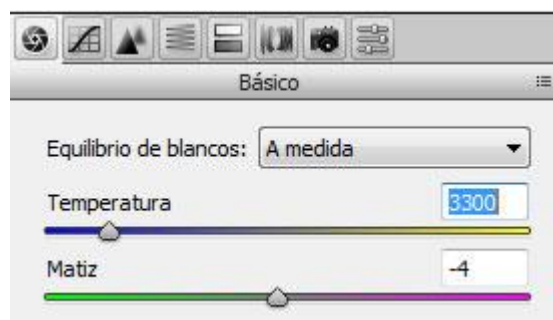 Básico
Equilibrio de blancos: A medida
Temperatura 3300
Matiz -4